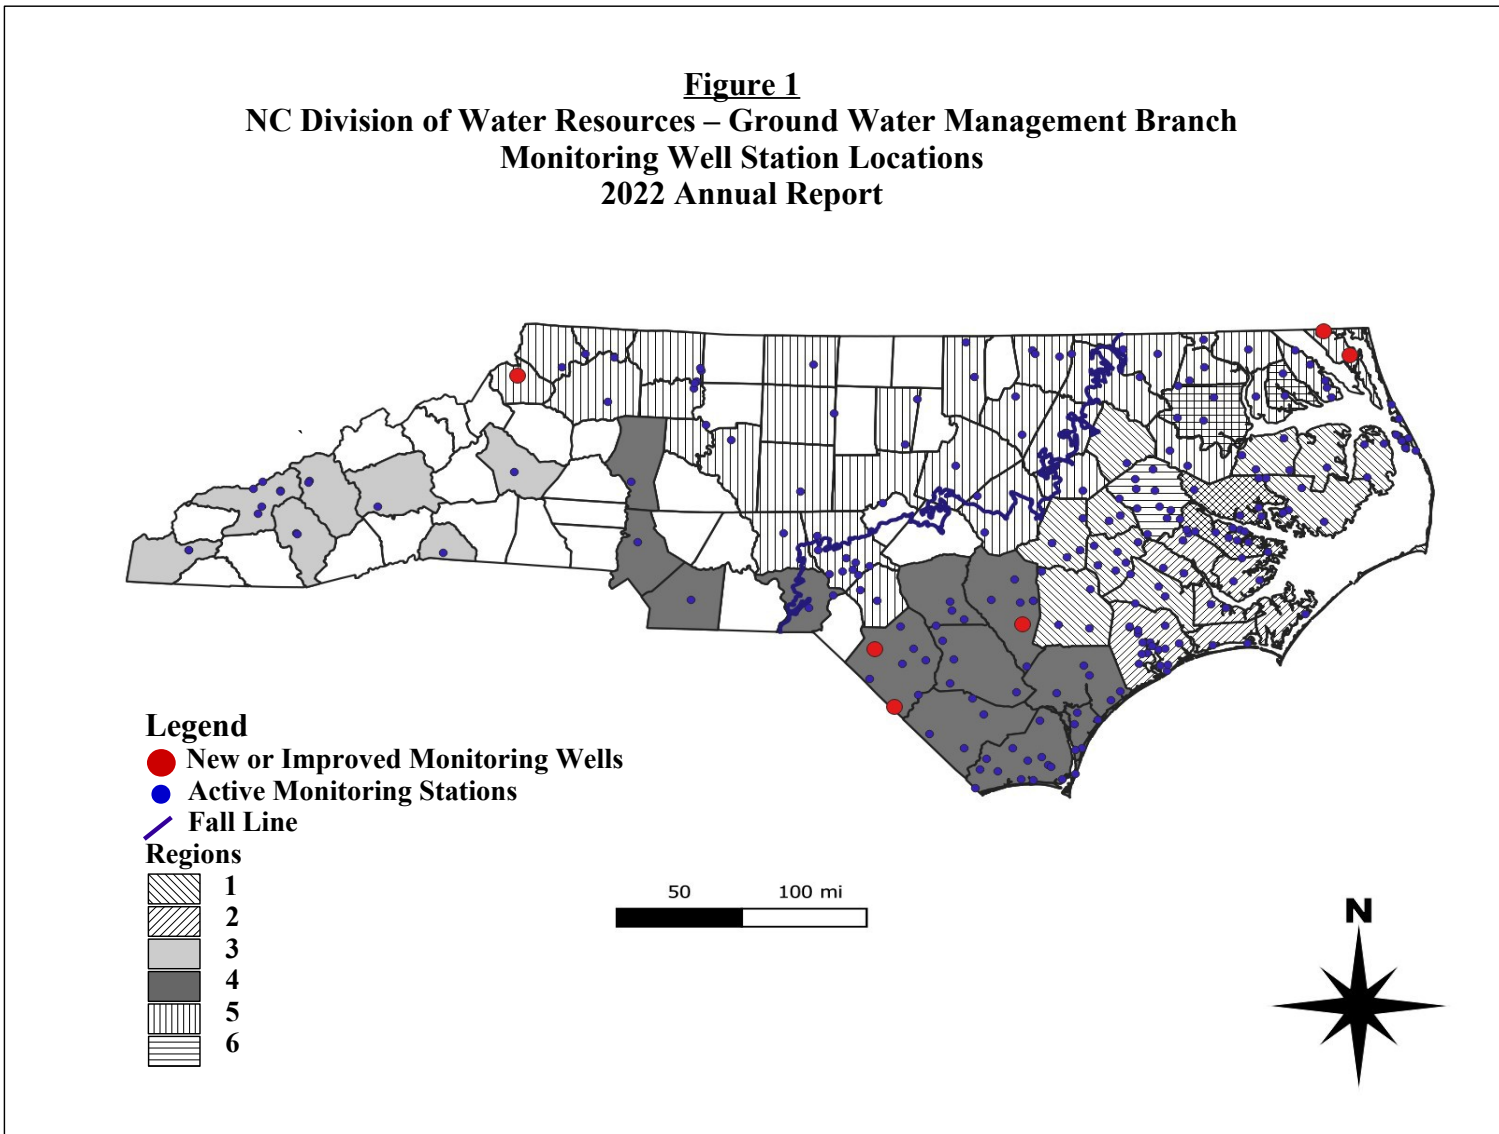 Figure 1
NC Division of Water Resources – Ground Water Management Branch
Monitoring Well Station Locations
2022 Annual Report
Legend
New or Improved Monitoring Wells
Active Monitoring Stations
Fall Line
Regions
1
2
3
4
5
6
50 100 mi
N